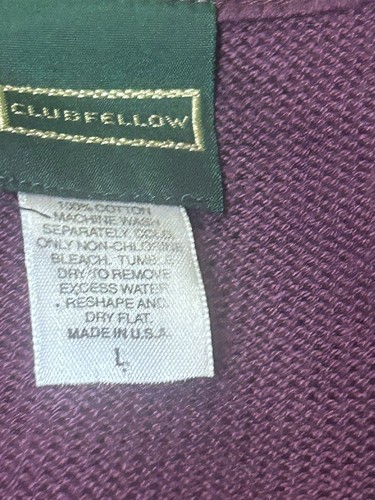 CLUBFELLOW
100% COTTON
MACHINE WASH
SEPARATELY COLD.
ONLY NON-CHLORINE
BLEACH. TUMBLE
DRY TO REMOVE
EXCESS WATER.
RESHAPE AND
DRY FLAT.
MADE IN U.S.A.
L